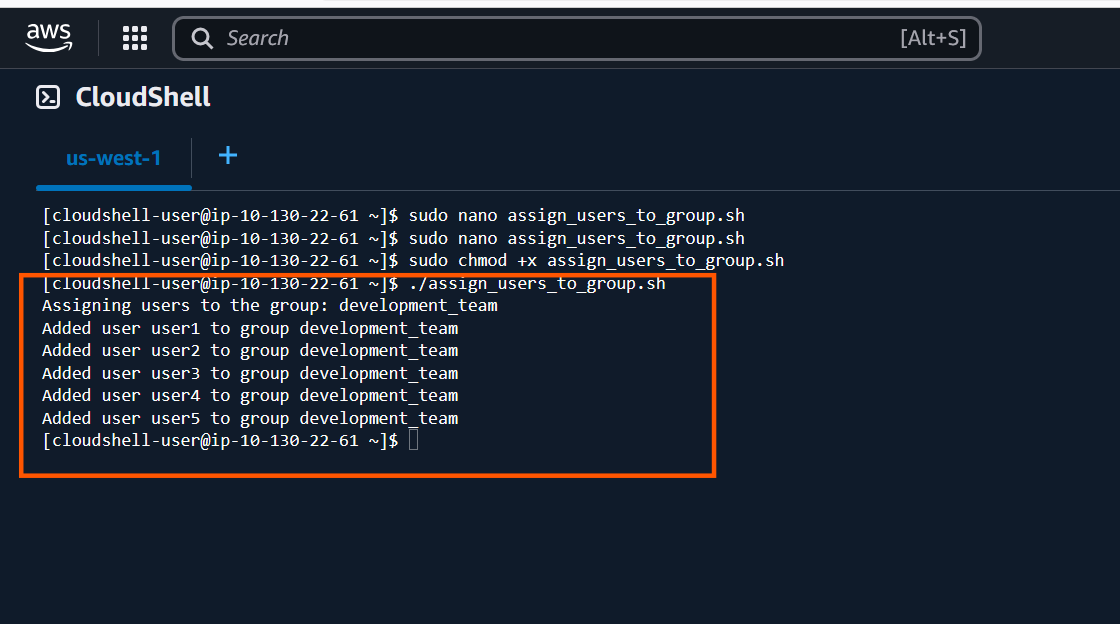 aws
Search [Alt+S]
CloudShell
us-west-1 +
[cloudshell-user@ip-10-130-22-61 ~]$ sudo nano assign_users_to_group.sh
[cloudshell-user@ip-10-130-22-61 ~]$ sudo nano assign_users_to_group.sh
[cloudshell-user@ip-10-130-22-61 ~]$ sudo chmod +x assign_users_to_group.sh
[cloudshell-user@ip-10-130-22-61 ~]$ ./assign_users_to_group.sh
Assigning users to the group: development_team
Added user user1 to group development_team
Added user user2 to group development_team
Added user user3 to group development_team
Added user user4 to group development_team
Added user user5 to group development_team
[cloudshell-user@ip-10-130-22-61 ~]$